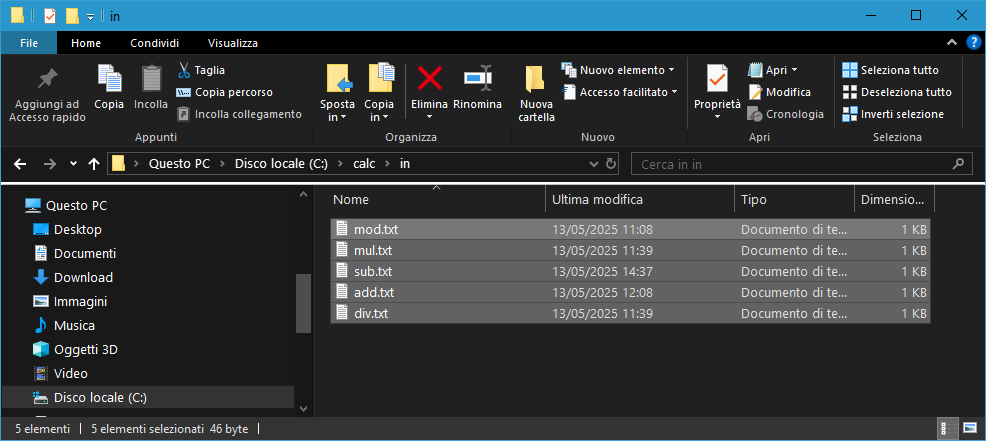 in
File Home Condividi Visualizza
Aggiungi ad
Accesso rapido
Copia
Incolla
Taglia
Copia percorso
Incolla collegamento
Appunti
Sposta
in
Copia
in
Elimina
Rinomina
Organizza
Nuova
cartella
Nuovo elemento
Accesso facilitato
Nuovo
Proprietà
Apri
Modifica
Cronologia
Apri
Seleziona tutto
Deseleziona tutto
Inverti selezione
Seleziona
Questo PC Disco locale (C:) calc in
Cerca in in
Questo PC
Desktop
Documenti
Download
Immagini
Musica
Oggetti 3D
Video
Disco locale (C:)
Nome Ultima modifica Tipo Dimensio...
mod.txt 13/05/2025 11:08 Documento di te... 1 KB
mul.txt 13/05/2025 11:39 Documento di te... 1 KB
sub.txt 13/05/2025 14:37 Documento di te... 1 KB
add.txt 13/05/2025 12:08 Documento di te... 1 KB
div.txt 13/05/2025 11:39 Documento di te... 1 KB
5 elementi 5 elementi selezionati 46 byte